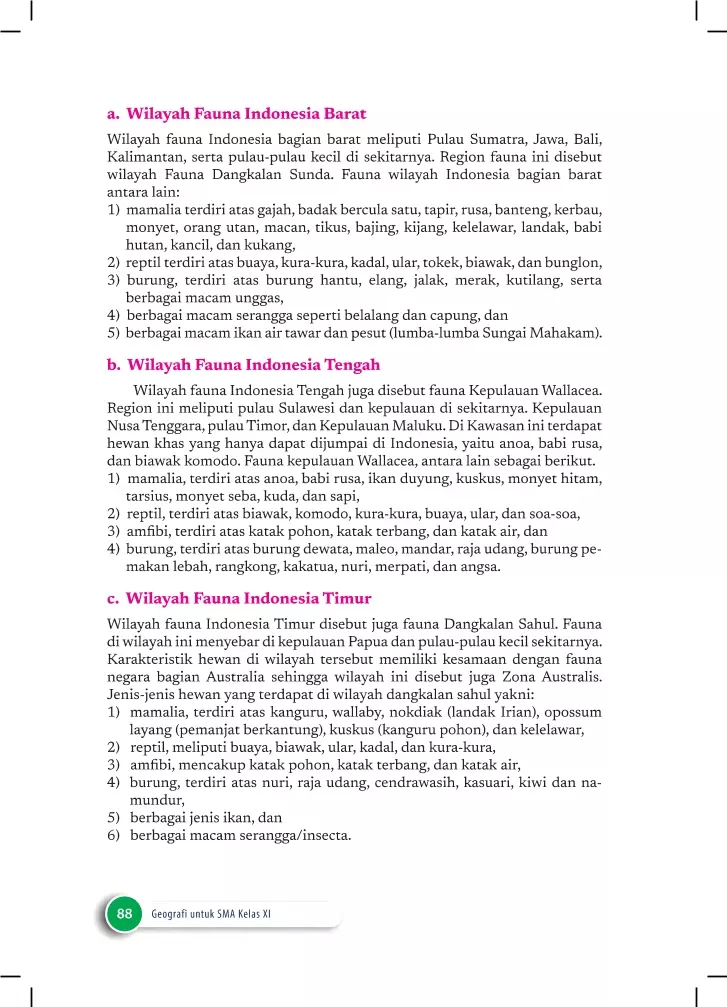 a. Wilayah Fauna Indonesia Barat
Wilayah fauna Indonesia bagian barat meliputi Pulau Sumatra, Jawa, Bali,
Kalimantan, serta pulau-pulau kecil di sekitarnya. Region fauna ini disebut
wilayah Fauna Dangkalan Sunda. Fauna wilayah Indonesia bagian barat
antara lain:
1) mamalia terdiri atas gajah, badak bercula satu, tapir, rusa, banteng, kerbau,
monyet, orang utan, macan, tikus, bajing, kijang, kelelawar, landak, babi
hutan, kancil, dan kukang,
2) reptil terdiri atas buaya, kura-kura, kadal, ular, tokek, biawak, dan bunglon,
3) burung, terdiri atas burung hantu, elang, jalak, merak, kutilang, serta
berbagai macam unggas,
4) berbagai macam serangga seperti belalang dan capung, dan
5) berbagai macam ikan air tawar dan pesut (lumba-lumba Sungai Mahakam).
b. Wilayah Fauna Indonesia Tengah
Wilayah fauna Indonesia Tengah juga disebut fauna Kepulauan Wallacea.
Region ini meliputi pulau Sulawesi dan kepulauan di sekitarnya. Kepulauan
Nusa Tenggara, pulau Timor, dan Kepulauan Maluku. Di Kawasan ini terdapat
hewan khas yang hanya dapat dijumpai di Indonesia, yaitu anoa, babi rusa,
dan biawak komodo. Fauna kepulauan Wallacea, antara lain sebagai berikut.
1) mamalia, terdiri atas anoa, babi rusa, ikan duyung, kuskus, monyet hitam,
tarsius, monyet seba, kuda, dan sapi,
2) reptil, terdiri atas biawak, komodo, kura-kura, buaya, ular, dan soa-soa,
3) amfibi, terdiri atas katak pohon, katak terbang, dan katak air, dan
4) burung, terdiri atas burung dewata, maleo, mandar, raja udang, burung pe-
makan lebah, rangkong, kakatua, nuri, merpati, dan angsa.
c. Wilayah Fauna Indonesia Timur
Wilayah fauna Indonesia Timur disebut juga fauna Dangkalan Sahul. Fauna
di wilayah ini menyebar di kepulauan Papua dan pulau-pulau kecil sekitarnya.
Karakteristik hewan di wilayah tersebut memiliki kesamaan dengan fauna
negara bagian Australia sehingga wilayah ini disebut juga Zona Australis.
Jenis-jenis hewan yang terdapat di wilayah dangkalan sahul yakni:
1) mamalia, terdiri atas kanguru, wallaby, nokdiak (landak Irian), opossum
layang (pemanjat berkantung), kuskus (kanguru pohon), dan kelelawar,
2) reptil, meliputi buaya, biawak, ular, kadal, dan kura-kura,
3) amfibi, mencakup katak pohon, katak terbang, dan katak air,
4) burung, terdiri atas nuri, raja udang, cendrawasih, kasuari, kiwi dan na-
mundur,
5) berbagai jenis ikan, dan
6) berbagai macam serangga/insecta.
88 Geografi untuk SMA Kelas XI